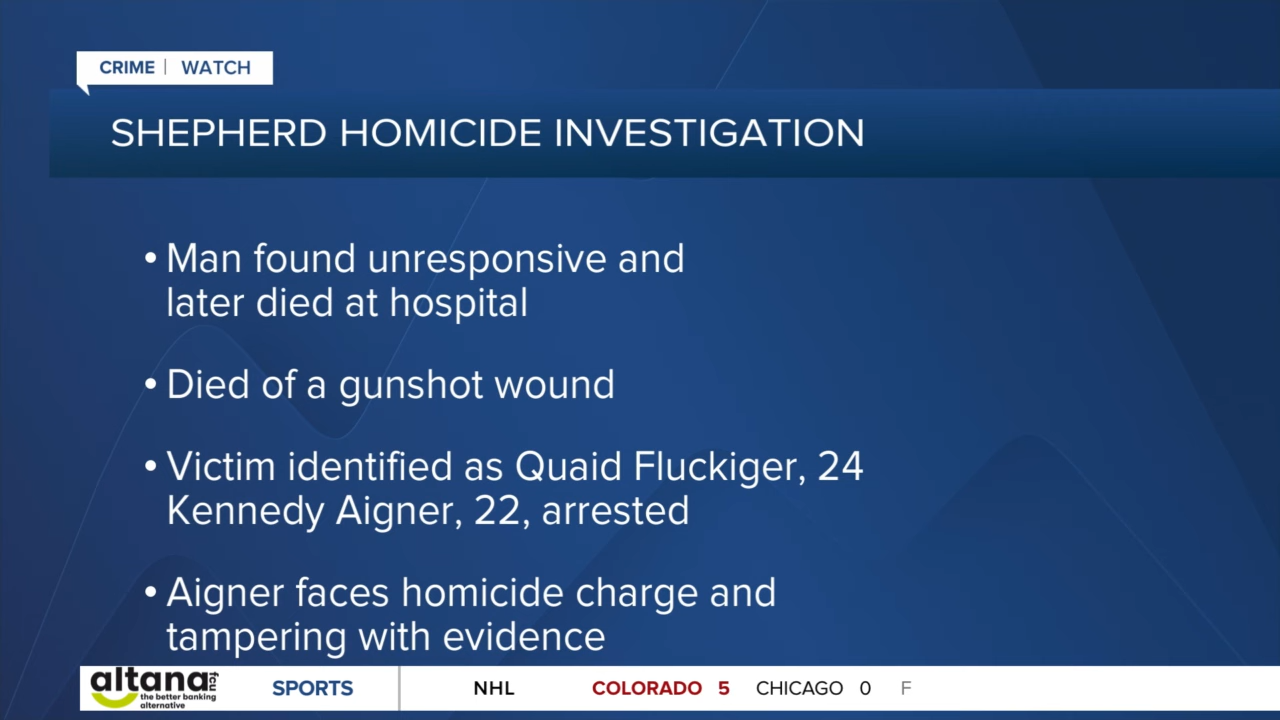 CRIME | WATCH
SHEPHERD HOMICIDE INVESTIGATION
• Man found unresponsive and
later died at hospital
• Died of a gunshot wound
• Victim identified as Quaid Fluckiger, 24
Kennedy Aigner, 22, arrested
• Aigner faces homicide charge and
tampering with evidence
altana fcu
the better banking
alternative
SPORTS NHL COLORADO 5 CHICAGO 0 F